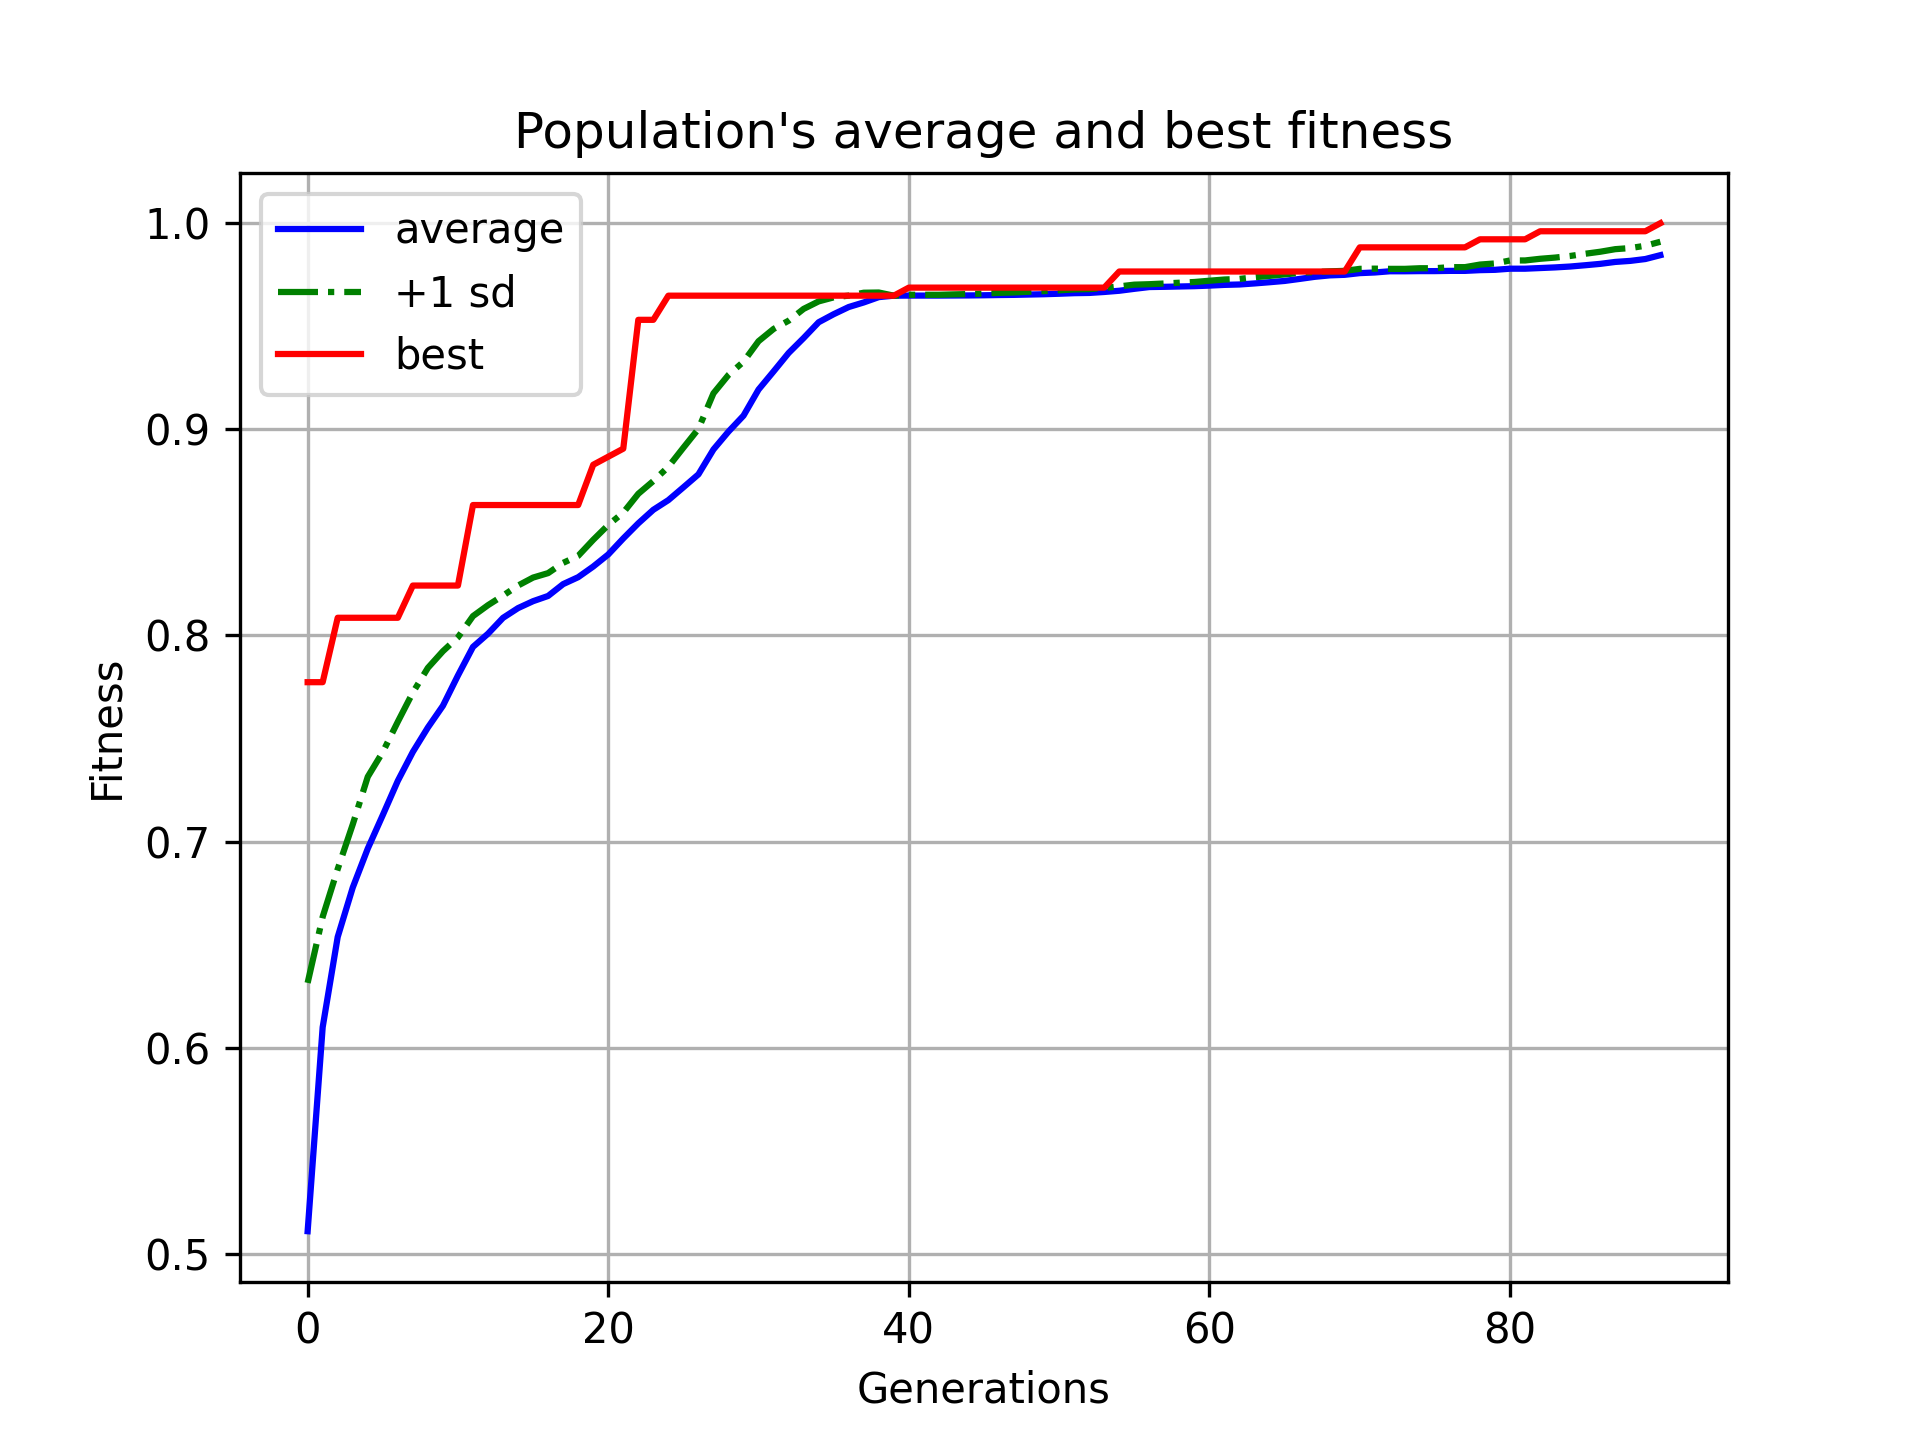 Population's average and best fitness
average
+1 sd
best
1.0
0.9
0.8
0.7
0.6
0.5
Fitness
0 20 40 60 80
Generations